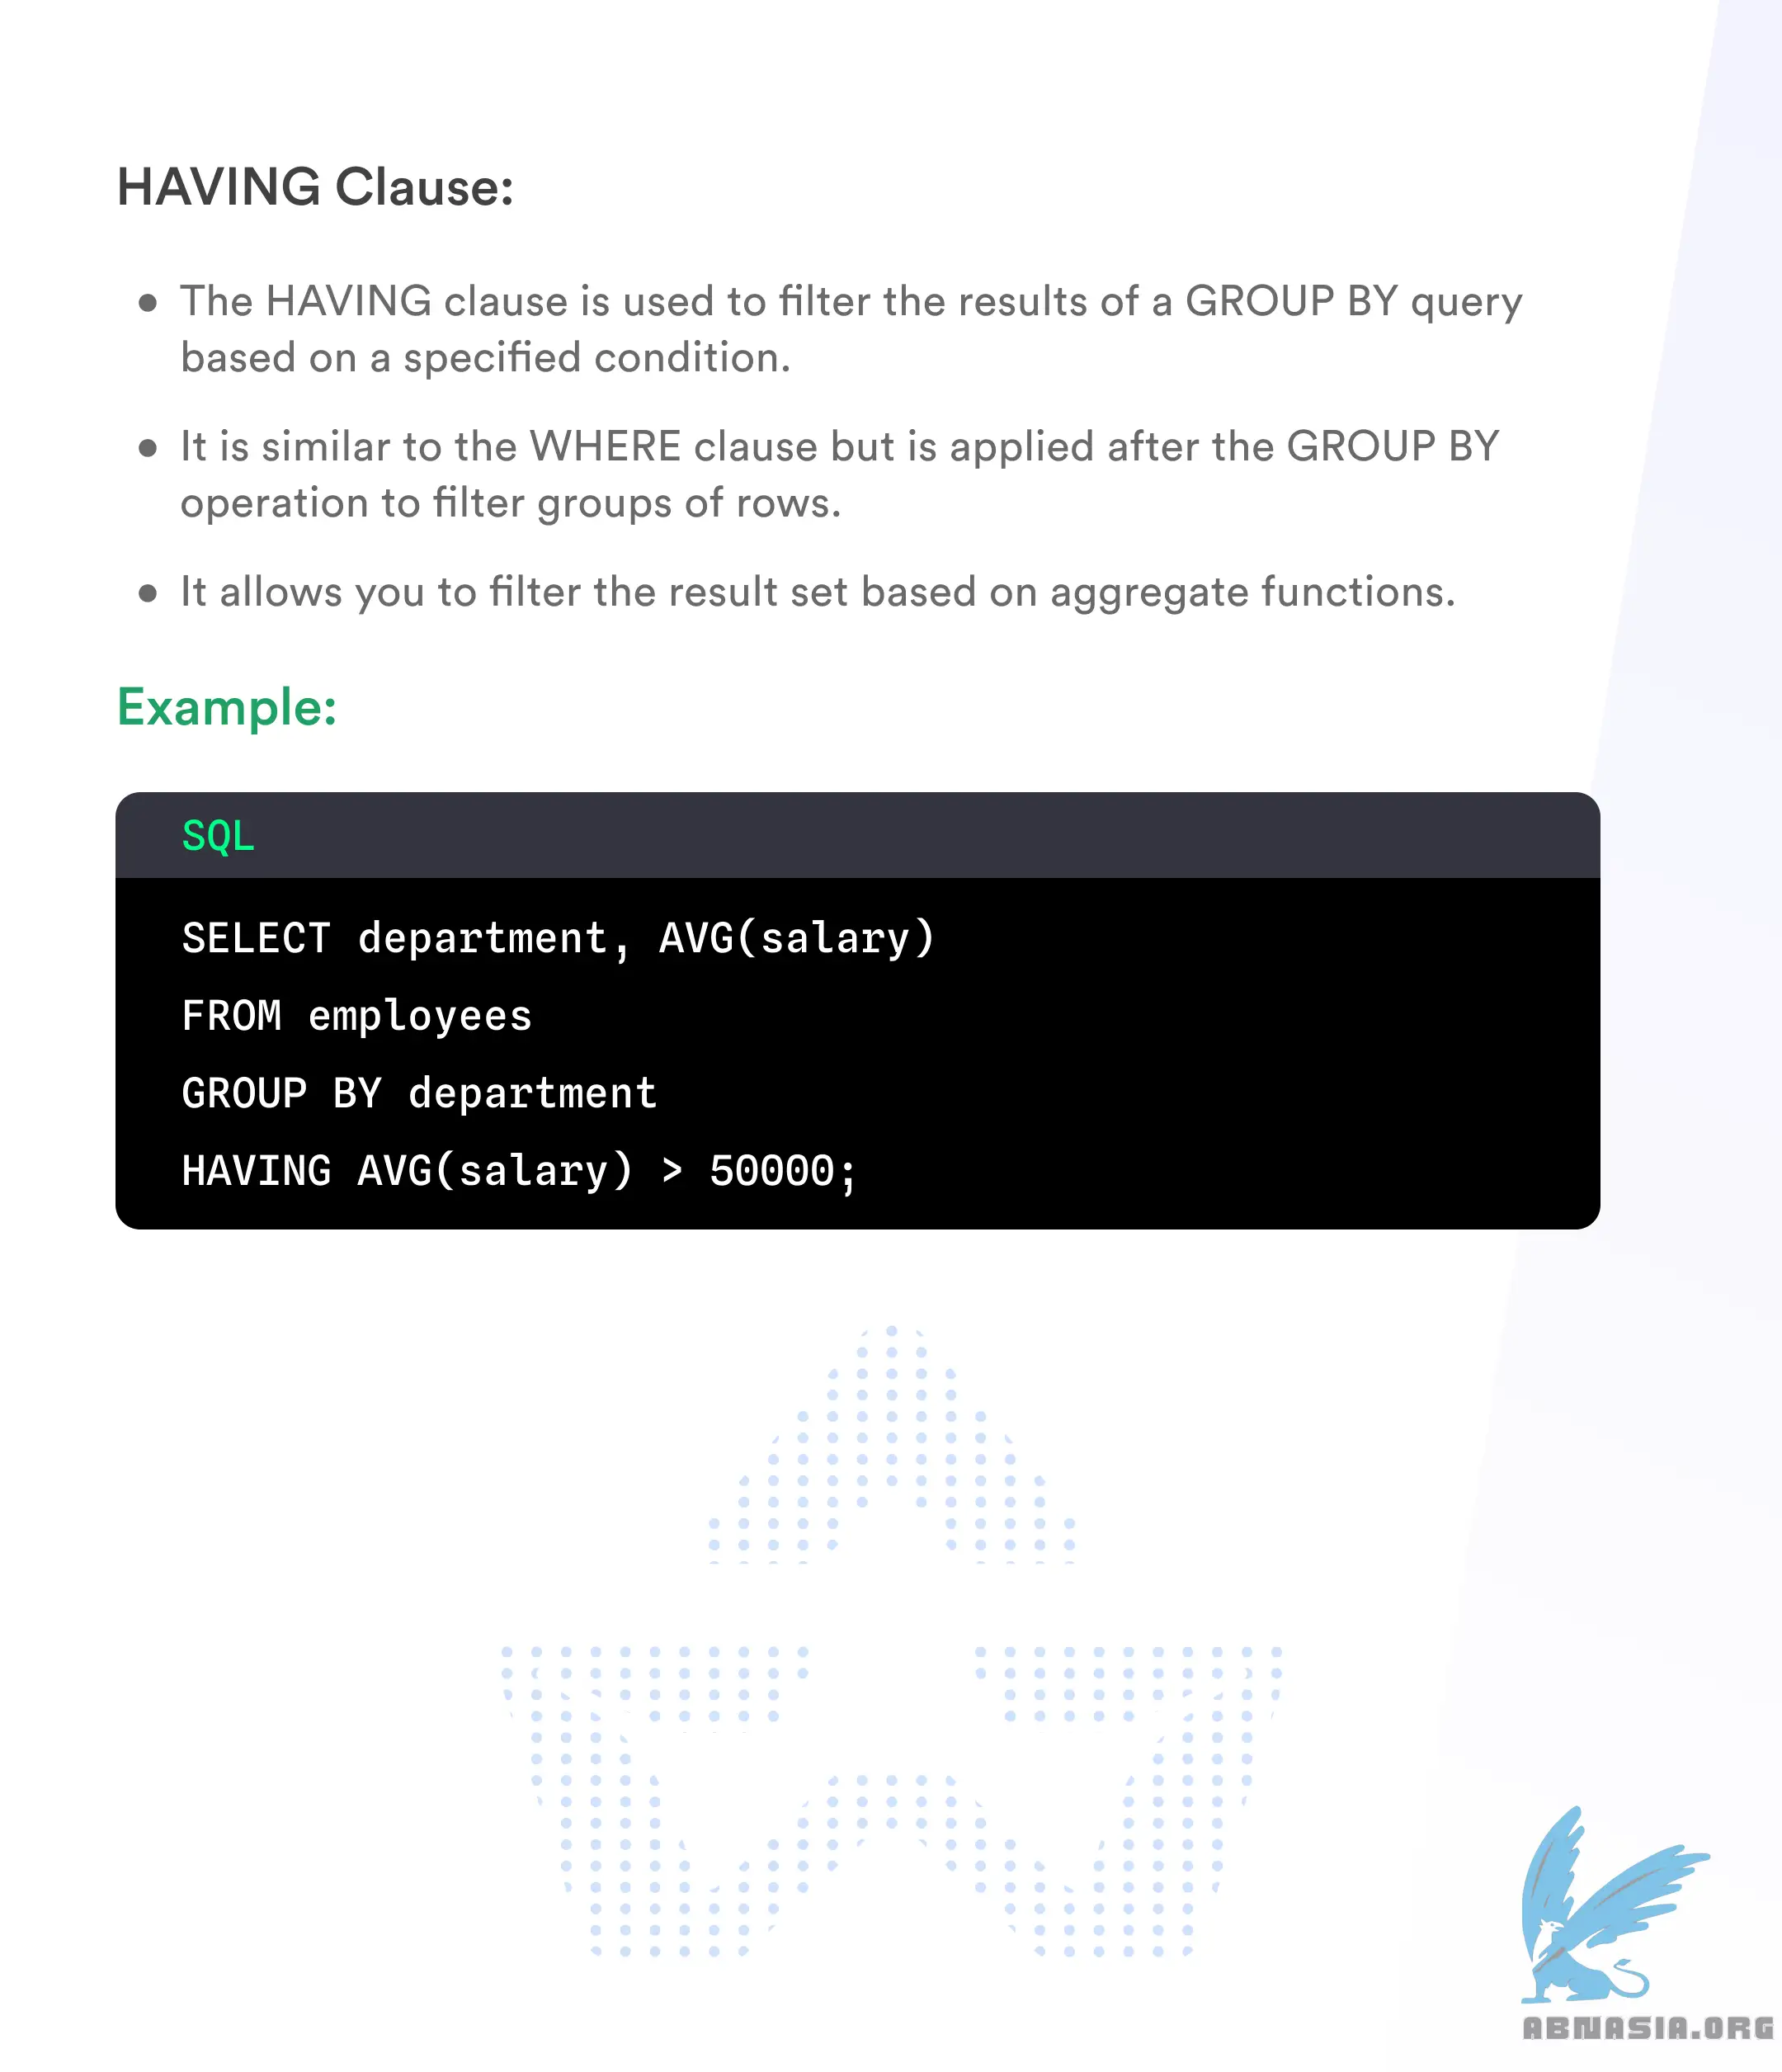 HAVING Clause:
● The HAVING clause is used to filter the results of a GROUP BY query
based on a specified condition.
● It is similar to the WHERE clause but is applied after the GROUP BY
operation to filter groups of rows.
● It allows you to filter the result set based on aggregate functions.
Example:
SQL
SELECT department, AVG(salary)
FROM employees
GROUP BY department
HAVING AVG(salary) > 50000;
ABNASIA.ORG